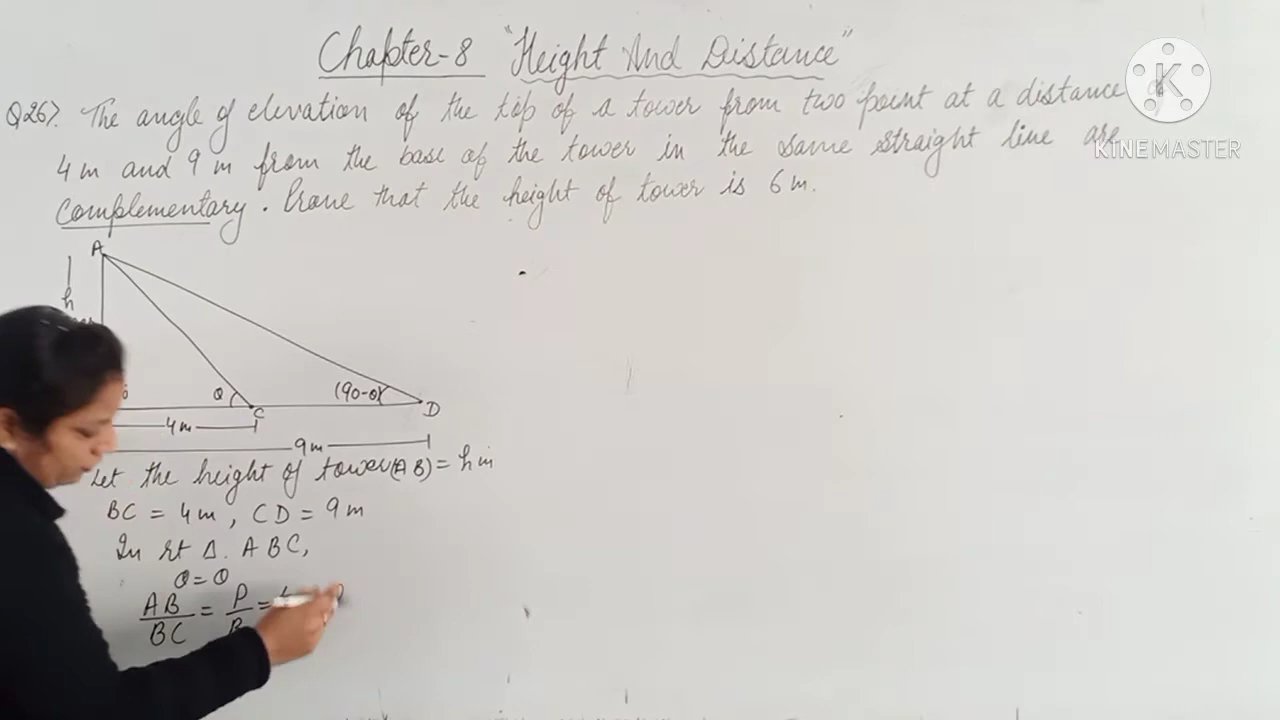 Chapter-8 "Height And Distance"
Q26). The angle of elevation of the top of a tower from two point at a distance
4 m and 9 m from the base of the tower in the same straight line are
complementary. Prove that the height of tower is 6 m.
K
KINEMASTER
A
h
θ
C
(90-θ)
D
4 m
9 m
Let the height of tower (AB) = h m
BC = 4 m, CD = 9 m
In rt Δ. ABC,
θ = θ
AB/BC = P/B =